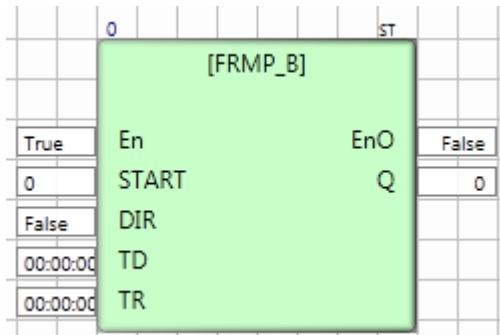 0 ST
[FRMP_B]
True En EnO False
0 START Q 0
False DIR
00:00:00 TD
00:00:00 TR